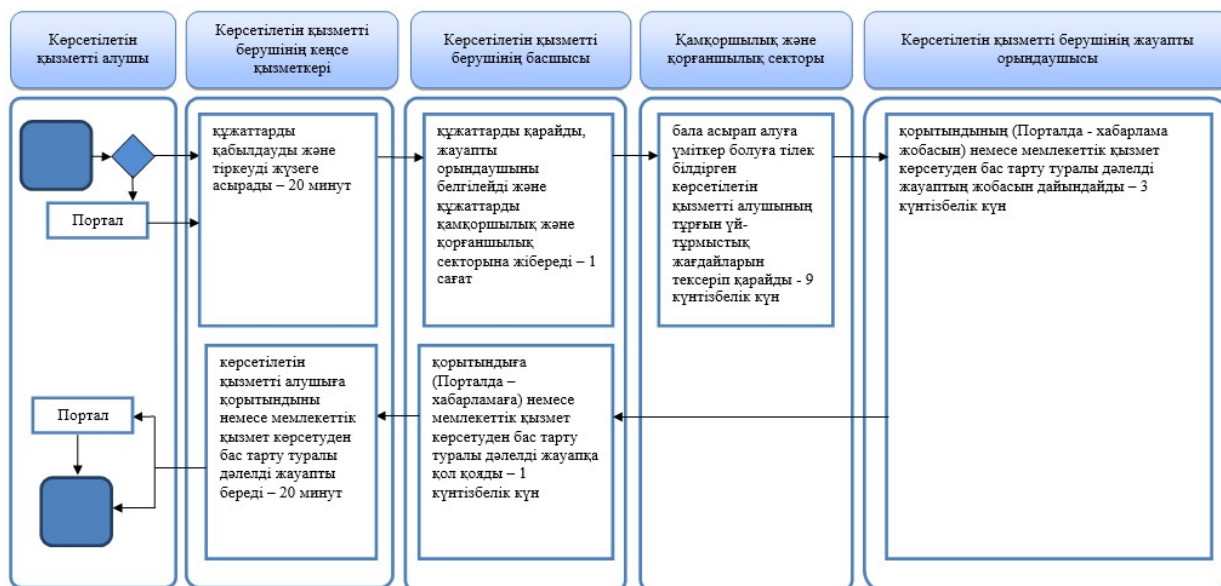 Көрсетілетін
қызметті алушы
Көрсетілетін қызметті
берушінің кеңсе
қызметкері
Көрсетілетін қызметті
берушінің басшысы
Қамқоршылық және
қорғаншылық секторы
Көрсетілетін қызметті берушінің жауапты
орындаушысы
Портал
құжаттарды
қабылдауды және
тіркеуді жүзеге
асырады – 20 минут
құжаттарды қарайды,
жауапты
орындаушыны
белгілейді және
құжаттарды
қамқоршылық және
қорғаншылық
секторына жібереді – 1
сағат
бала асырап алуға
үміткер болуға тілек
білдірген
көрсетілетін
қызметті алушының
тұрғын үй-
тұрмыстық
жағдайларын
тексеріп қарайды - 9
күнтізбелік күн
қорытындының (Порталда - хабарлама
жобасын) немесе мемлекеттік қызмет
көрсетуден бас тарту туралы дәлелді
жауаптың жобасын дайындайды – 3
күнтізбелік күн
Портал
көрсетілетін
қызметті алушыға
қорытындыны
немесе мемлекеттік
қызмет көрсетуден
бас тарту туралы
дәлелді жауапты
береді – 20 минут
қорытындыға
(Порталда –
хабарламаға) немесе
мемлекеттік қызмет
көрсетуден бас тарту
туралы дәлелді жауапқа
қол қояды – 1
күнтізбелік күн